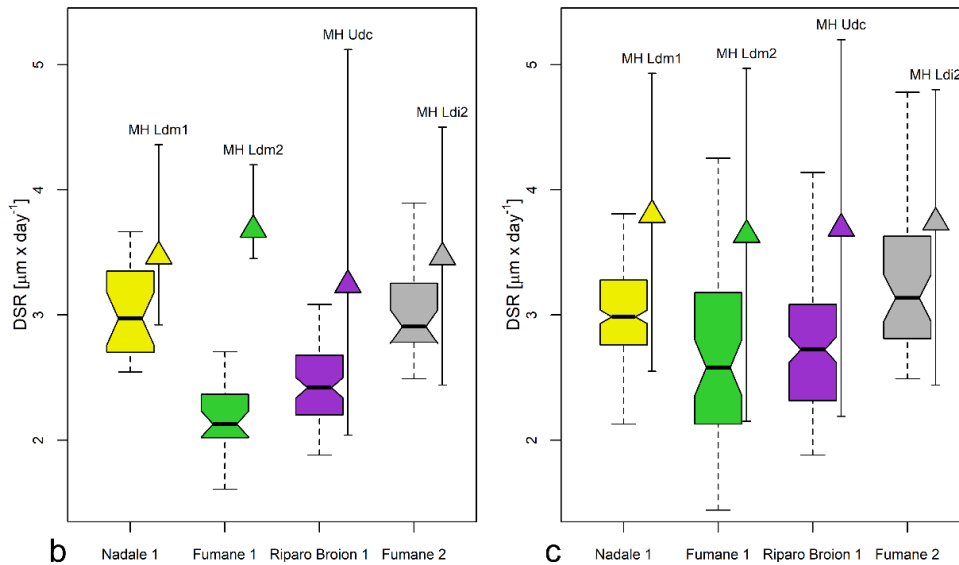 5
4
3
2
DSR [μm x day-1]
MH Ldm1
MH Ldm2
MH Udc
MH Ldi2
b
Nadale 1 Fumane 1 Riparo Broion 1 Fumane 2
5
4
3
2
DSR [μm x day-1]
MH Ldm1
MH Ldm2
MH Udc
MH Ldi2
c
Nadale 1 Fumane 1 Riparo Broion 1 Fumane 2